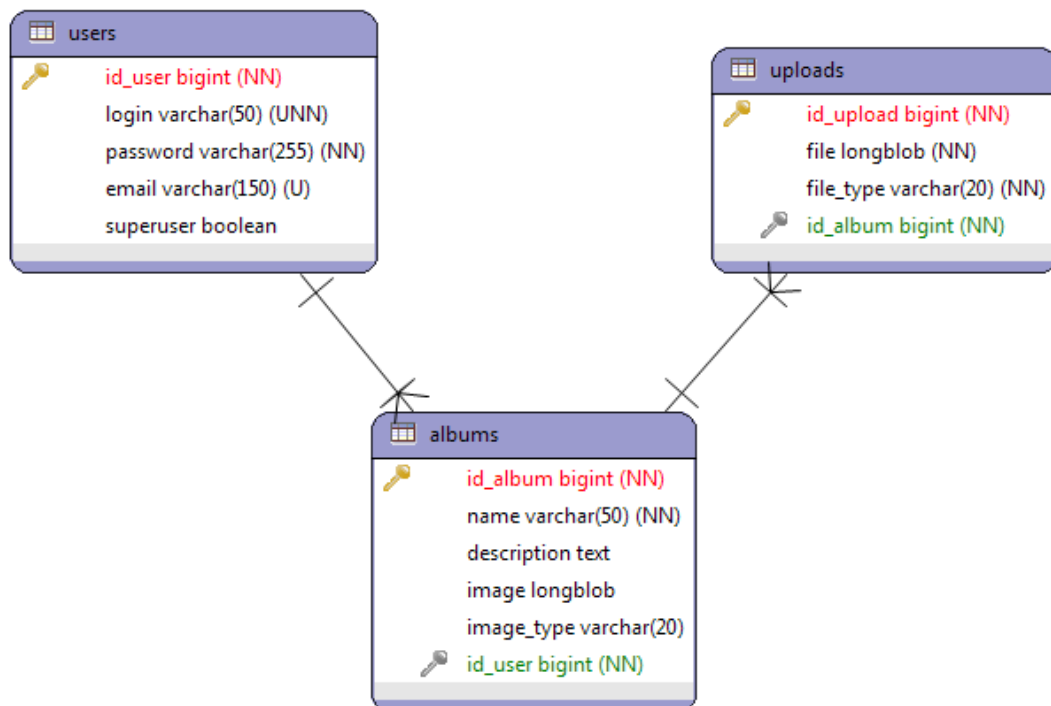 users
id_user bigint (NN)
login varchar(50) (UNN)
password varchar(255) (NN)
email varchar(150) (U)
superuser boolean
uploads
id_upload bigint (NN)
file longblob (NN)
file_type varchar(20) (NN)
id_album bigint (NN)
albums
id_album bigint (NN)
name varchar(50) (NN)
description text
image longblob
image_type varchar(20)
id_user bigint (NN)